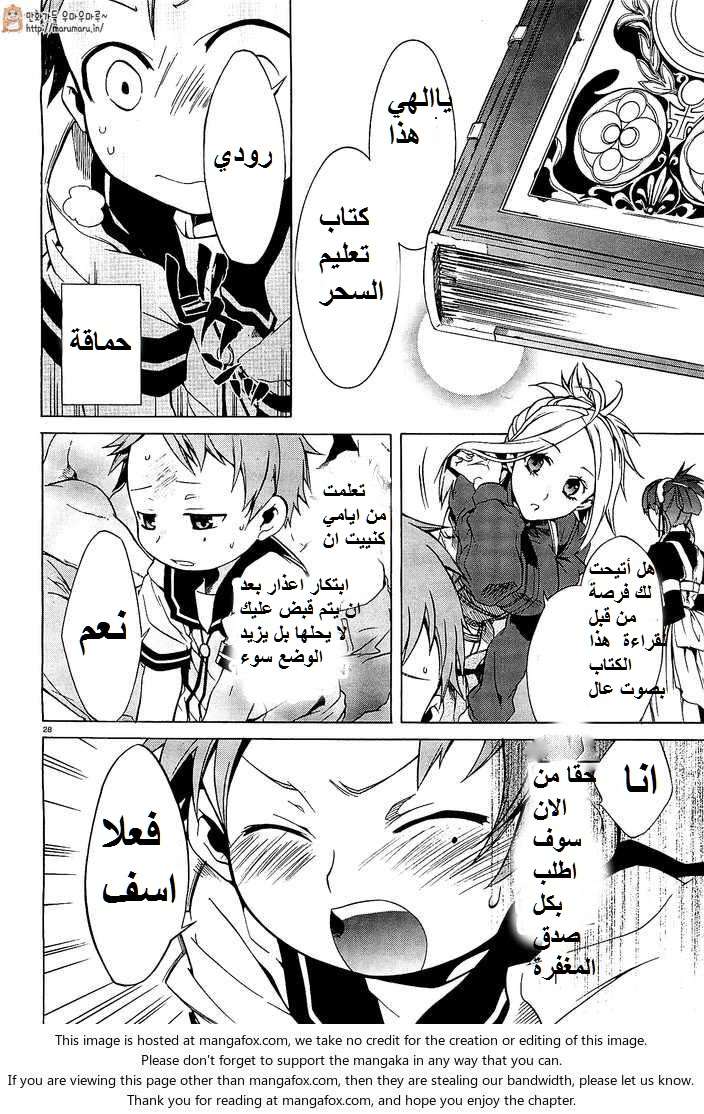 만화가득 우마우마루~
http://marumaru.in/
ياالهي
هذا
كتاب
تعليم
السحر
رودي
حماقة
هل أتيحت
لك فرصة
من قبل
لقراءة هذا
الكتاب
بصوت عال
تعلمت
من ايامي
كنييت ان
ابتكار اعذار بعد
ان يتم قبض عليك
لا يحلها بل يزيد
الوضع سوء
نعم
28
انا
حقا من
الان
سوف
اطلب
بكل
صدق
المغفرة
فعلا
اسف
This image is hosted at mangafox.com, we take no credit for the creation or editing of this image.
Please don't forget to support the mangaka in any way that you can.
If you are viewing this page other than mangafox.com, then they are stealing our bandwidth, please let us know.
Thank you for reading at mangafox.com, and hope you enjoy the chapter.